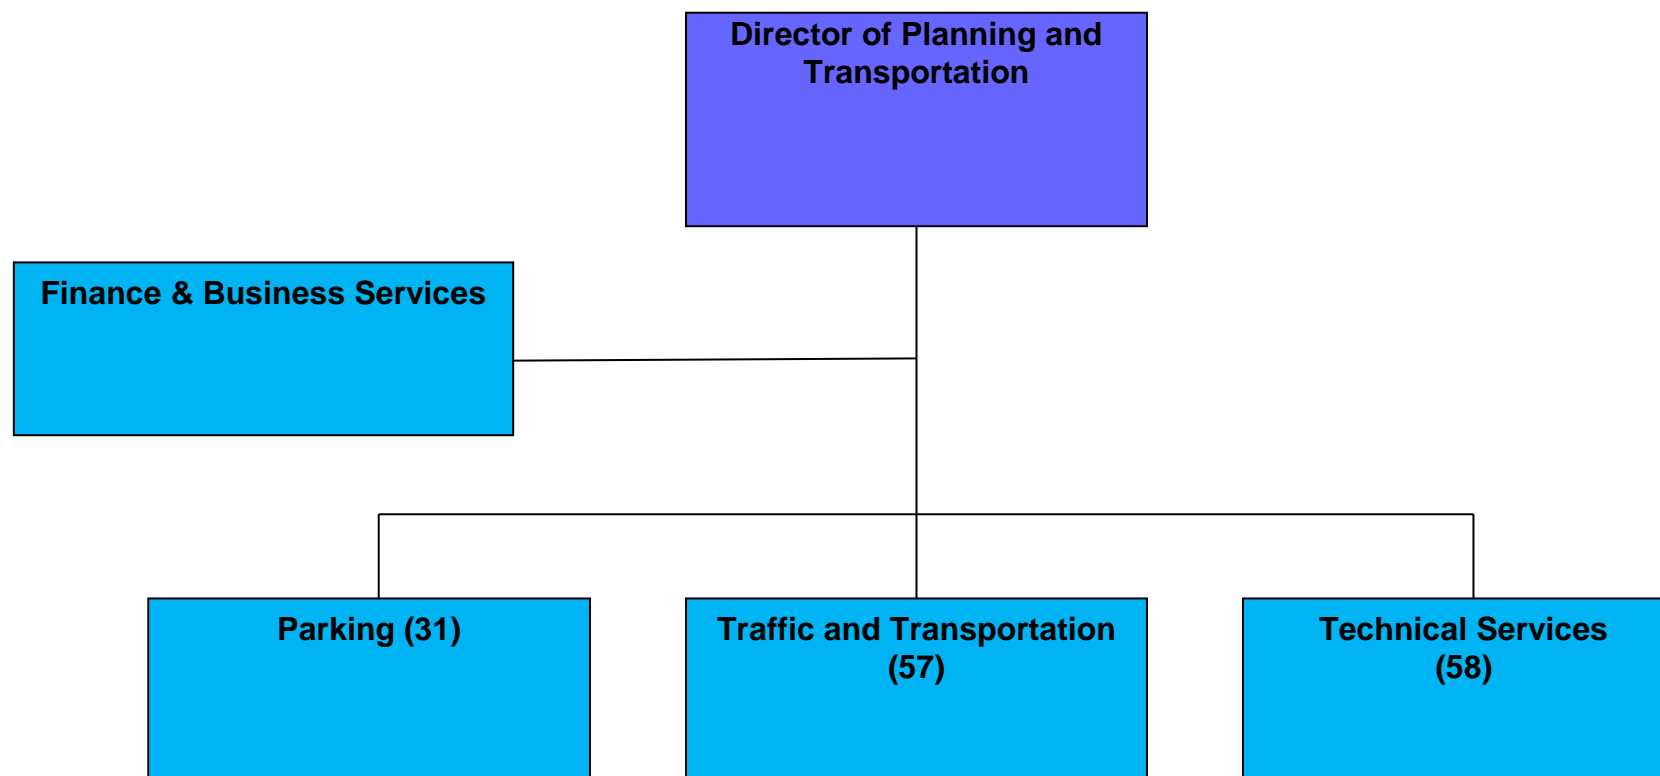 Director of Planning and
Transportation
Finance & Business Services
Parking (31)
Traffic and Transportation
(57)
Technical Services
(58)